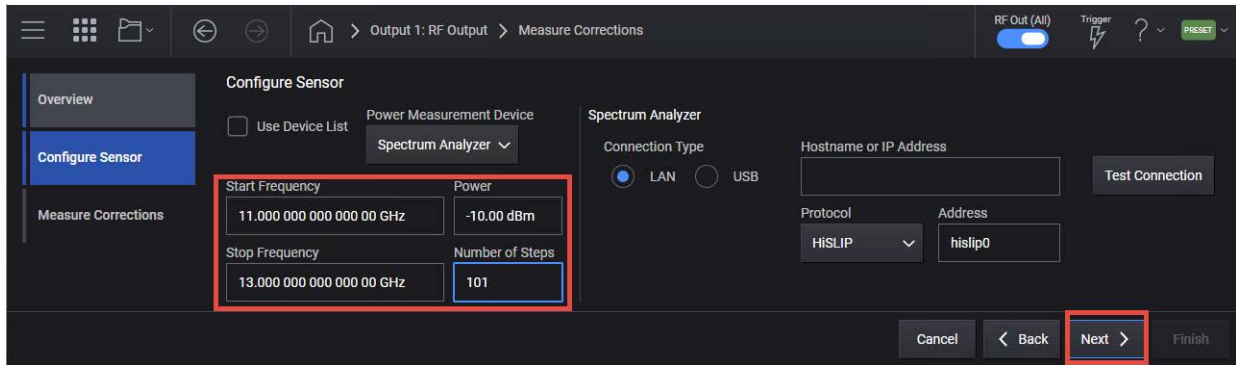 Output 1: RF Output > Measure Corrections
RF Out (All)
Trigger
?
PRESET
Overview
Configure Sensor
Measure Corrections
Configure Sensor
Use Device List
Power Measurement Device
Spectrum Analyzer
Start Frequency
Power
11.000 000 000 000 00 GHz
-10.00 dBm
Stop Frequency
Number of Steps
13.000 000 000 000 00 GHz
101
Spectrum Analyzer
Connection Type
LAN
USB
Hostname or IP Address
Test Connection
Protocol
Address
HiSLIP
hislip0
Cancel
Back
Next
Finish